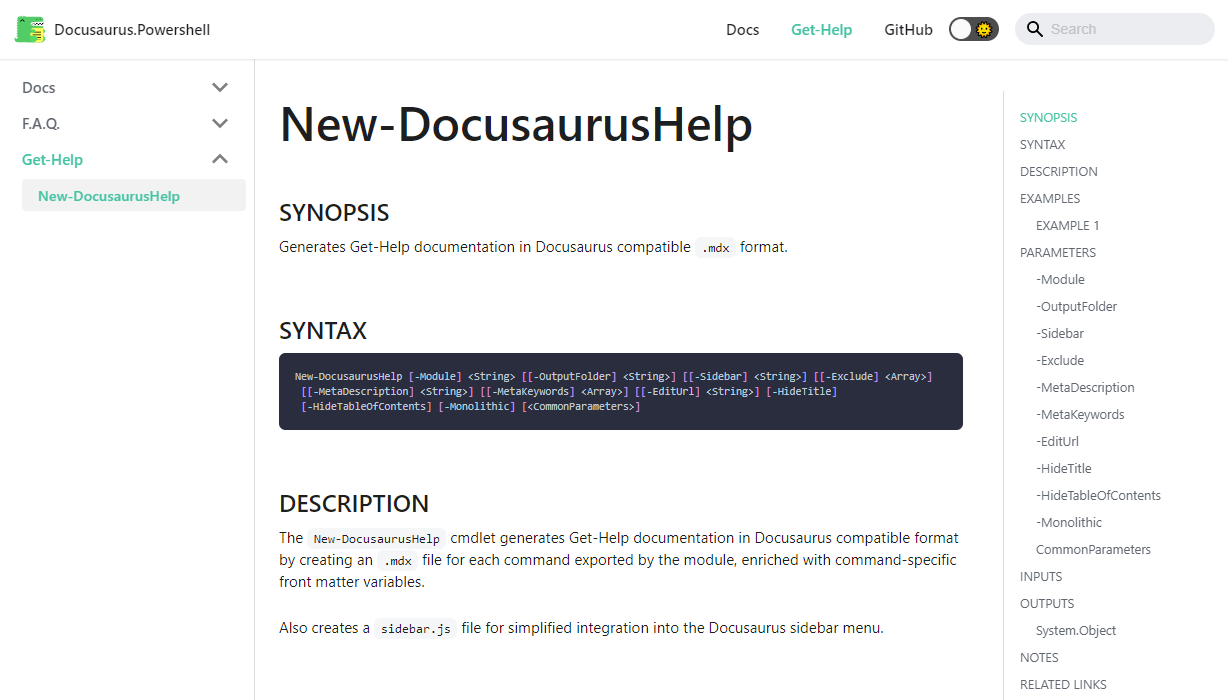 Docusaurus.Powershell
Docs Get-Help GitHub Search
Docs
F.A.Q.
Get-Help
New-DocusaurusHelp
New-DocusaurusHelp
SYNOPSIS
Generates Get-Help documentation in Docusaurus compatible .mdx format.
SYNTAX
New-DocusaurusHelp [-Module] <String> [[-OutputFolder] <String>] [[-Sidebar] <String>] [[-Exclude] <Array>]
[[-MetaDescription] <String>] [[-MetaKeywords] <Array>] [[-EditUrl] <String>] [-HideTitle]
[-HideTableOfContents] [-Monolithic] [<CommonParameters>]
DESCRIPTION
The New-DocusaurusHelp cmdlet generates Get-Help documentation in Docusaurus compatible format
by creating an .mdx file for each command exported by the module, enriched with command-specific
front matter variables.
Also creates a sidebar.js file for simplified integration into the Docusaurus sidebar menu.
SYNOPSIS
SYNTAX
DESCRIPTION
EXAMPLES
EXAMPLE 1
PARAMETERS
-Module
-OutputFolder
-Sidebar
-Exclude
-MetaDescription
-MetaKeywords
-EditUrl
-HideTitle
-HideTableOfContents
-Monolithic
CommonParameters
INPUTS
OUTPUTS
System.Object
NOTES
RELATED LINKS